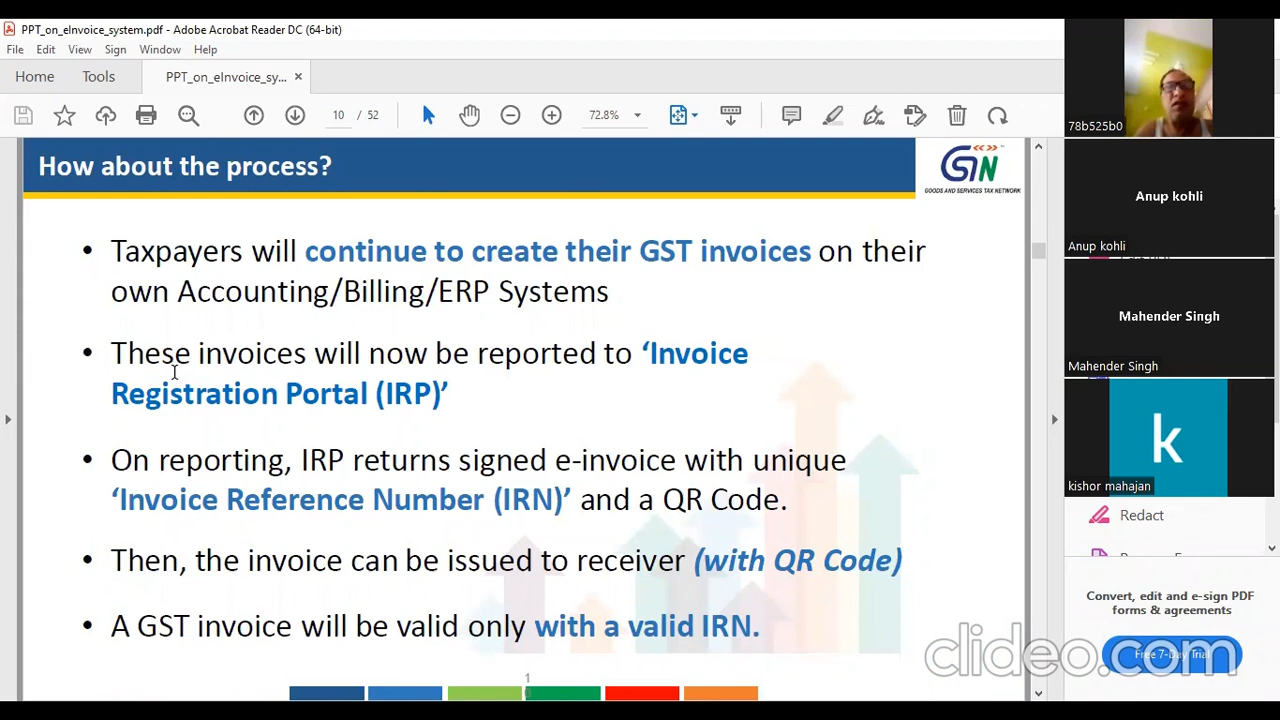 PPT_on_eInvoice_system.pdf - Adobe Acrobat Reader DC (64-bit)
File Edit View Sign Window Help
Home Tools PPT_on_eInvoice_sy... ×
10 / 52 72.8%
How about the process?
GSTN
GOODS AND SERVICES TAX NETWORK
• Taxpayers will continue to create their GST invoices on their
own Accounting/Billing/ERP Systems
• These invoices will now be reported to ‘Invoice
Registration Portal (IRP)’
• On reporting, IRP returns signed e-invoice with unique
‘Invoice Reference Number (IRN)’ and a QR Code.
• Then, the invoice can be issued to receiver (with QR Code)
• A GST invoice will be valid only with a valid IRN.
1
78b525b0
Anup kohli
Anup kohli
Mahender Singh
Mahender Singh
k
kishor mahajan
Redact
Convert, edit and e-sign PDF
forms & agreements
Free 7-Day Trial
clideo.com